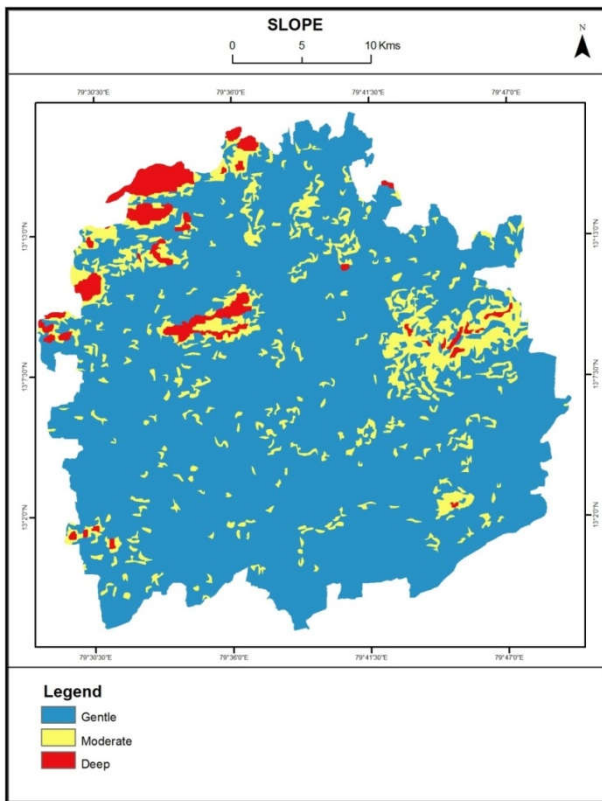 SLOPE
N
0 5 10 Kms
79°30'30"E 79°36'0"E 79°41'30"E 79°47'0"E
13°13'0"N 13°13'0"N
13°7'30"N 13°7'30"N
13°2'0"N 13°2'0"N
79°30'30"E 79°36'0"E 79°41'30"E 79°47'0"E
Legend
Gentle
Moderate
Deep